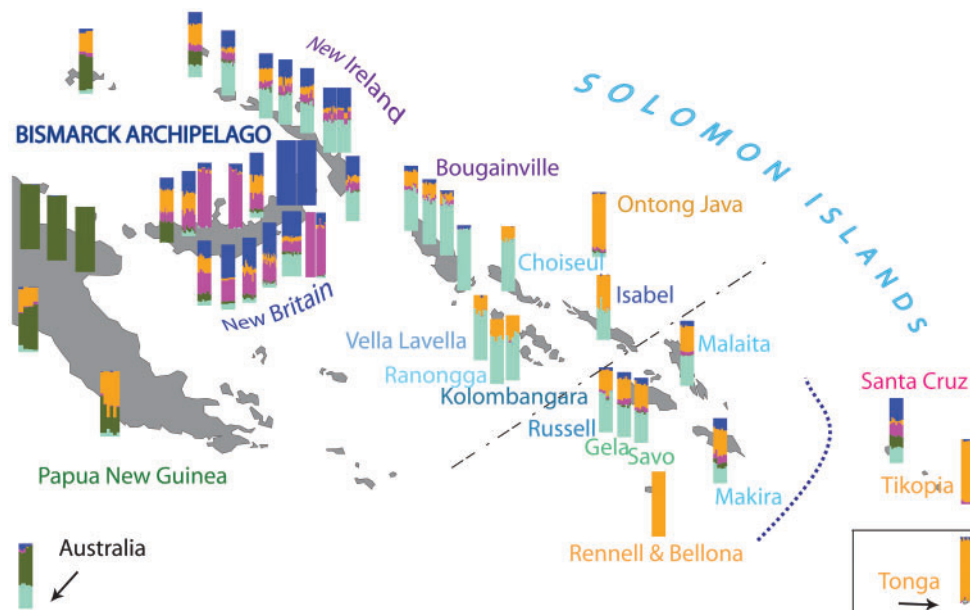 New Ireland
SOLOMON ISLANDS
BISMARCK ARCHIPELAGO
Bougainville
Ontong Java
Choiseul
Isabel
New Britain
Vella Lavella
Malaita
Ranongga
Kolombangara
Santa Cruz
Russell
Gela
Savo
Papua New Guinea
Makira
Tikopia
Rennell & Bellona
Australia
Tonga